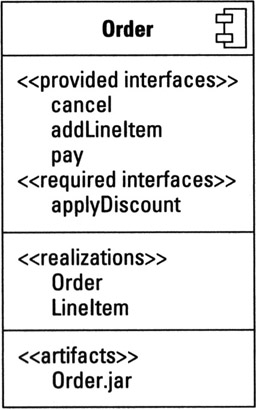 Order
<<provided interfaces>>
cancel
addLineItem
pay
<<required interfaces>>
applyDiscount
<<realizations>>
Order
LineItem
<<artifacts>>
Order.jar